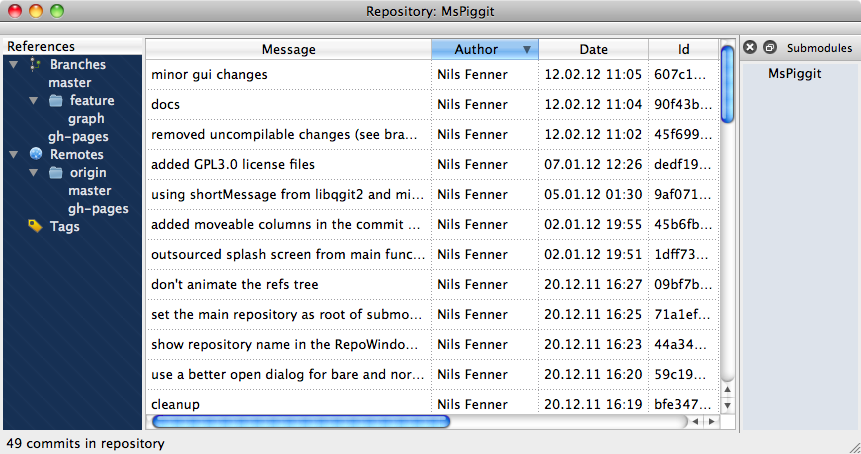 Repository: MsPiggit
References
Branches
master
feature
graph
gh-pages
Remotes
origin
master
gh-pages
Tags
Message Author Date Id
minor gui changes Nils Fenner 12.02.12 11:05 607c1...
docs Nils Fenner 12.02.12 11:04 90f43b...
removed uncompilable changes (see bra... Nils Fenner 12.02.12 11:02 45f699...
added GPL3.0 license files Nils Fenner 07.01.12 12:26 dedf19...
using shortMessage from libqgit2 and mi... Nils Fenner 05.01.12 01:30 9af071...
added moveable columns in the commit ... Nils Fenner 02.01.12 19:55 45b6fb...
outsourced splash screen from main func... Nils Fenner 02.01.12 19:51 1dff73...
don't animate the refs tree Nils Fenner 20.12.11 16:27 09bf7b...
set the main repository as root of submo... Nils Fenner 20.12.11 16:25 71a1ef...
show repository name in the RepoWindo... Nils Fenner 20.12.11 16:23 44a34...
use a better open dialog for bare and nor... Nils Fenner 20.12.11 16:20 59c19...
cleanup Nils Fenner 20.12.11 16:19 bfe347...
Submodules
MsPiggit
49 commits in repository